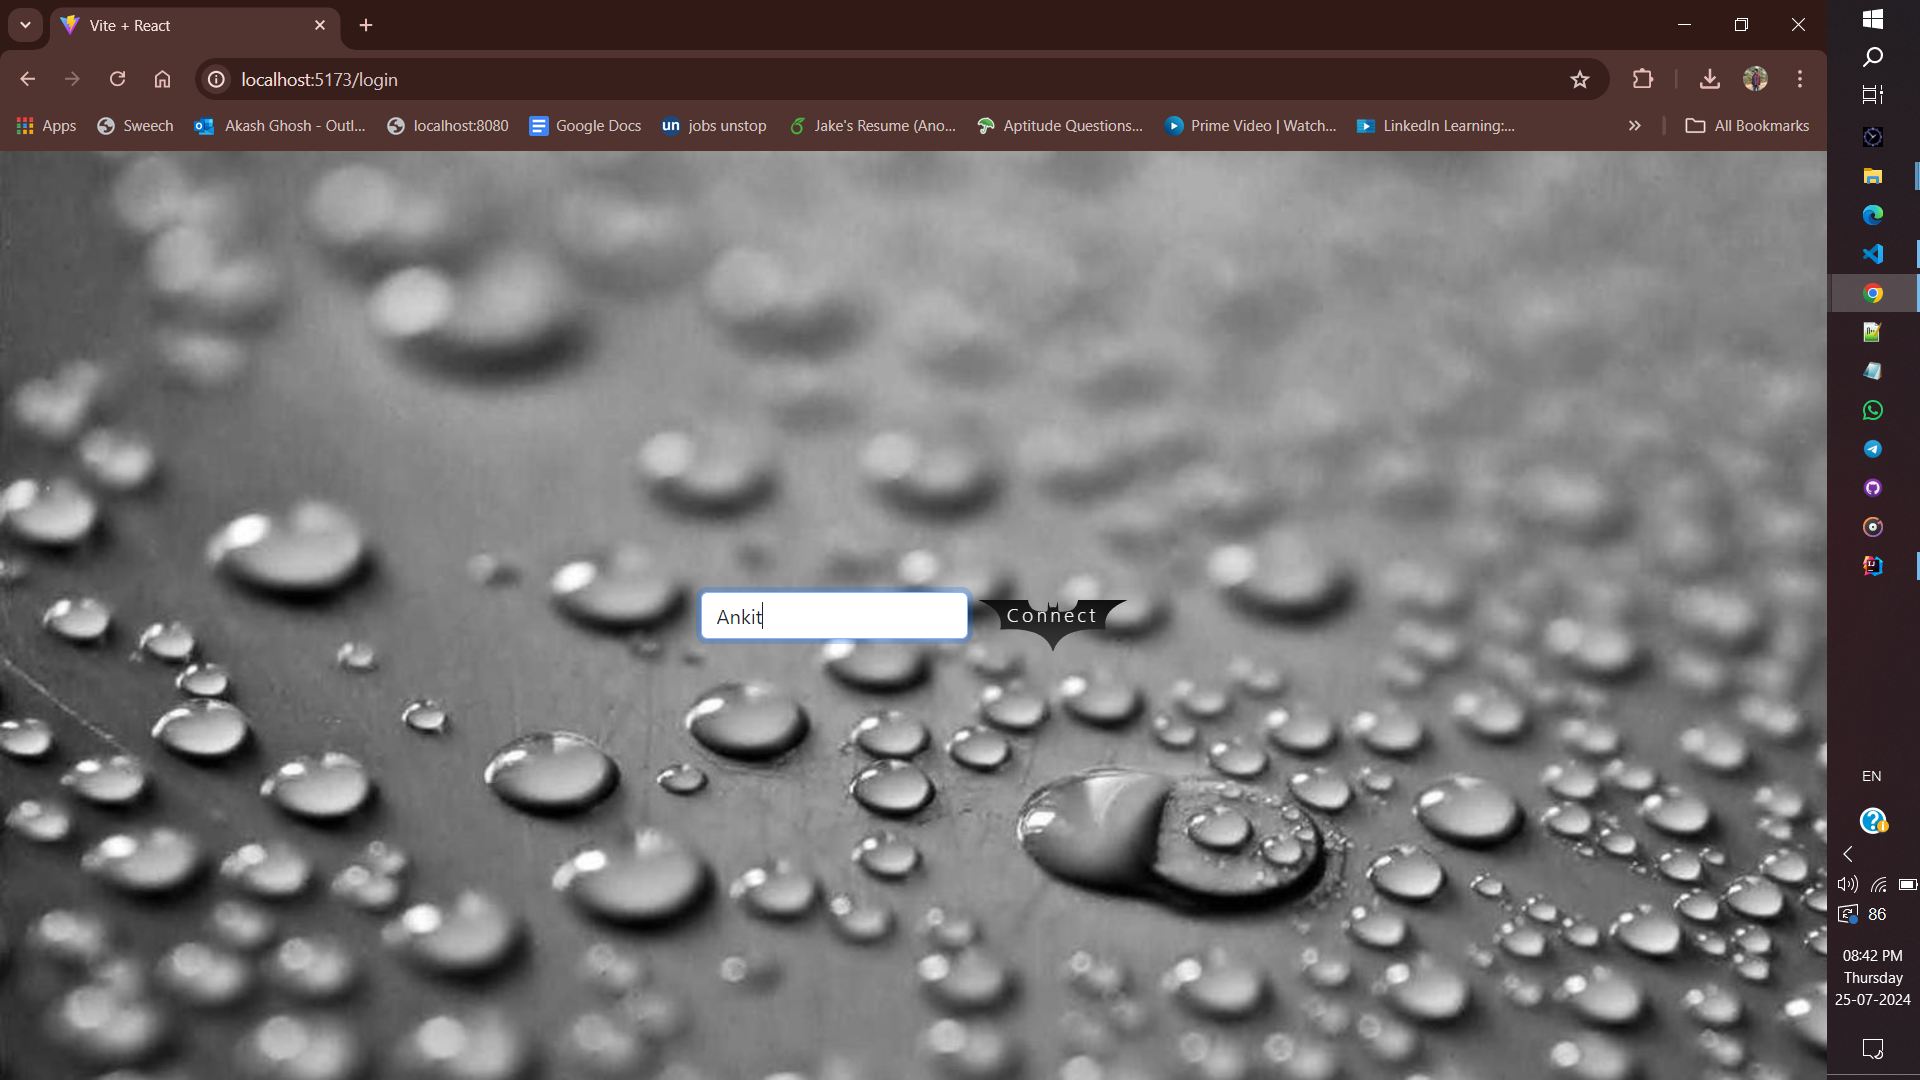 Vite + React
localhost:5173/login
Apps Sweech Akash Ghosh - Outl... localhost:8080 Google Docs un jobs unstop Jake's Resume (Ano... Aptitude Questions... Prime Video | Watch... LinkedIn Learning:... All Bookmarks
Ankit
Connect
EN
86
08:42 PM
Thursday
25-07-2024